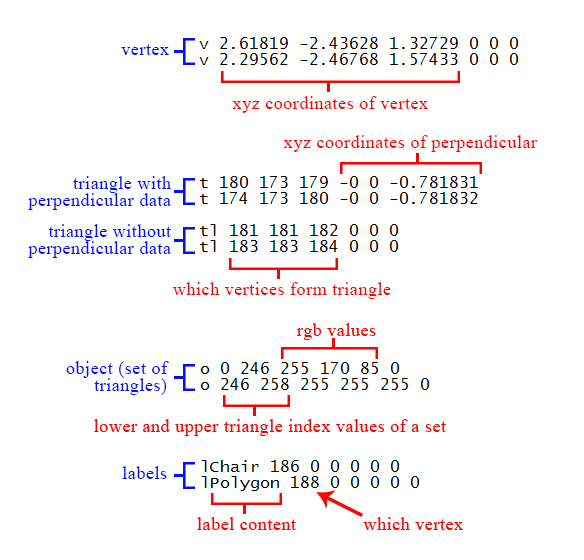 vertex
v 2.61819 -2.43628 1.32729 0 0 0
v 2.29562 -2.46768 1.57433 0 0 0
xyz coordinates of vertex
xyz coordinates of perpendicular
triangle with
perpendicular data
t 180 173 179 -0 0 -0.781831
t 174 173 180 -0 0 -0.781832
triangle without
perpendicular data
tl 181 181 182 0 0 0
tl 183 183 184 0 0 0
which vertices form triangle
rgb values
object (set of
triangles)
o 0 246 255 170 85 0
o 246 258 255 255 255 0
lower and upper triangle index values of a set
labels
lChair 186 0 0 0 0 0
lPolygon 188 0 0 0 0 0
label content
which vertex